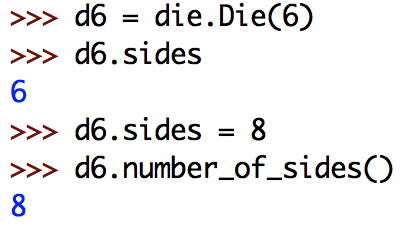 >>> d6 = die.Die(6)
>>> d6.sides
6
>>> d6.sides = 8
>>> d6.number_of_sides()
8